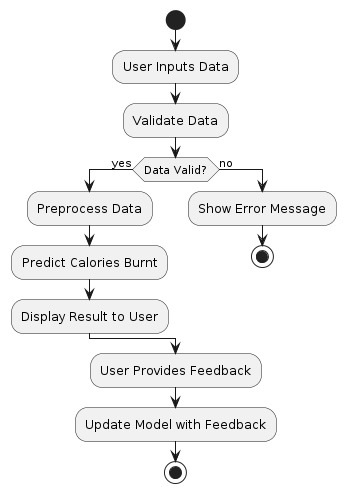 User Inputs Data
Validate Data
Data Valid?
yes
no
Preprocess Data
Show Error Message
Predict Calories Burnt
Display Result to User
User Provides Feedback
Update Model with Feedback